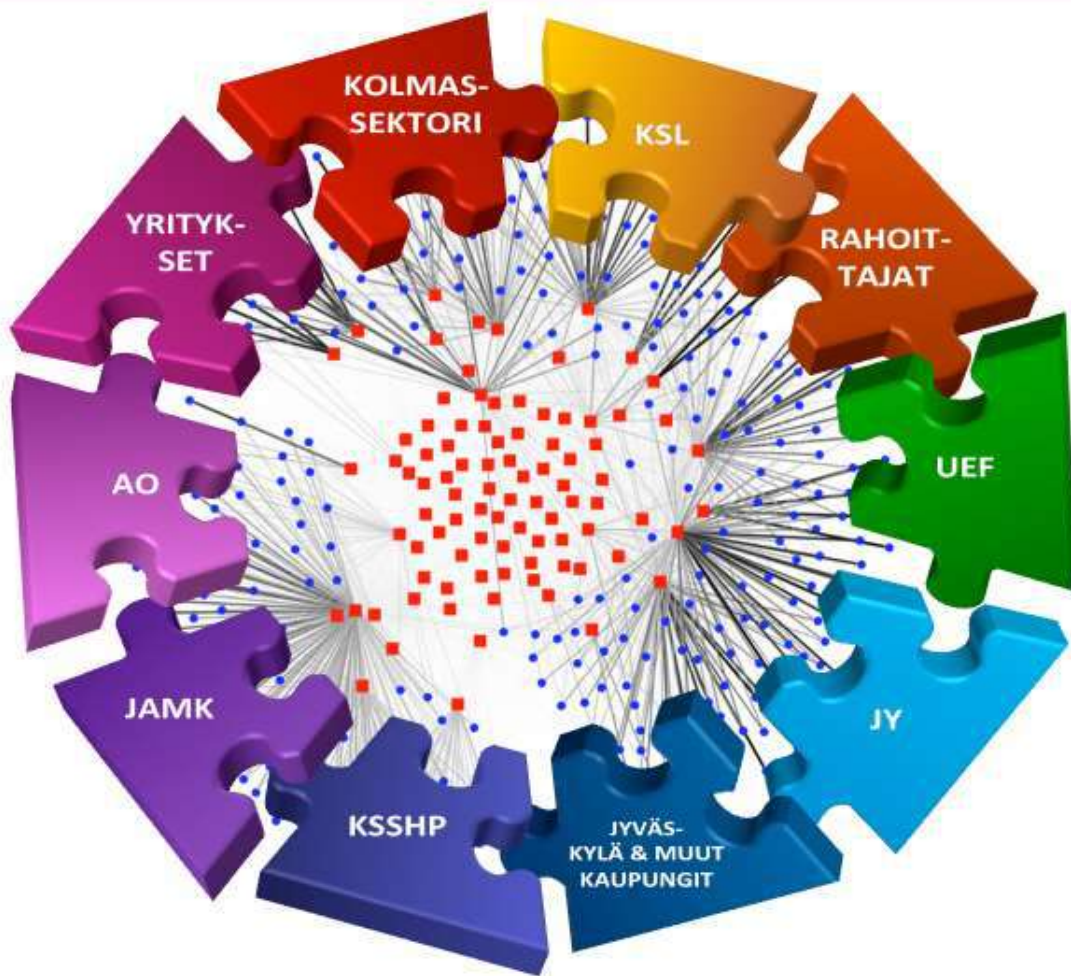 KOLMAS-
SEKTORI
KSL
RAHOIT-
TAJAT
UEF
JY
JYVÄS-
KYLÄ & MUUT
KAUPUNGIT
KSSHP
JAMK
AO
YRITYK-
SET